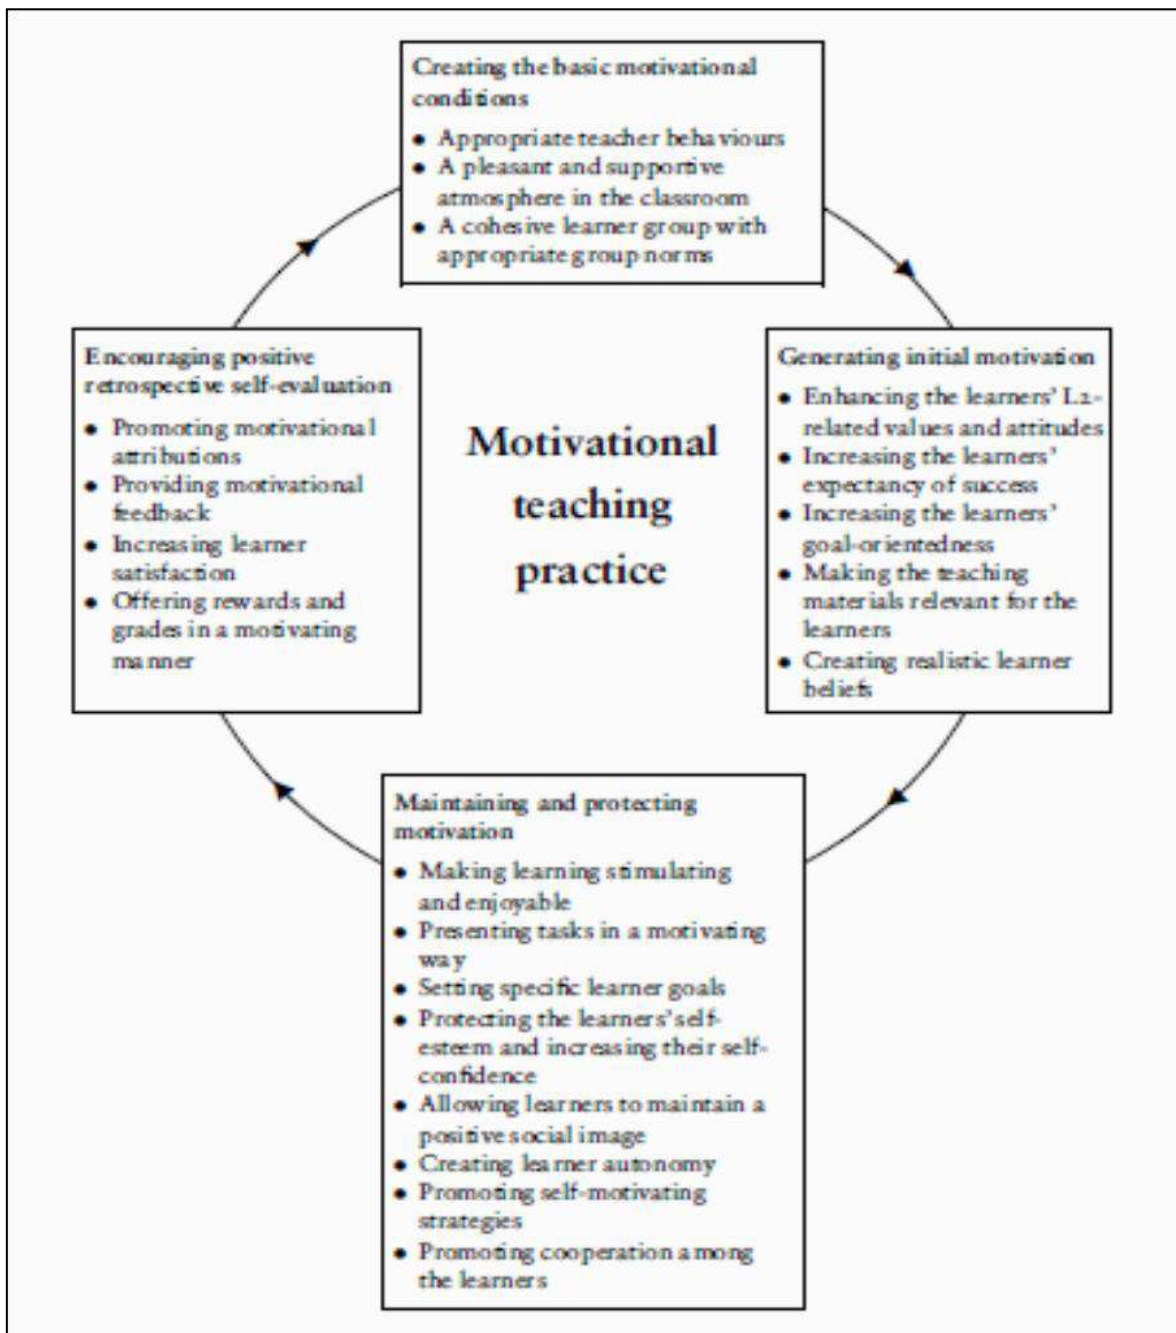 Creating the basic motivational
conditions
• Appropriate teacher behaviours
• A pleasant and supportive
atmosphere in the classroom
• A cohesive learner group with
appropriate group norms
Generating initial motivation
• Enhancing the learners' L2-
related values and attitudes
• Increasing the learners'
expectancy of success
• Increasing the learners'
goal-orientedness
• Making the teaching
materials relevant for the
learners
• Creating realistic learner
beliefs
Maintaining and protecting
motivation
• Making learning stimulating
and enjoyable
• Presenting tasks in a motivating
way
• Setting specific learner goals
• Protecting the learners' self-
esteem and increasing their self-
confidence
• Allowing learners to maintain a
positive social image
• Creating learner autonomy
• Promoting self-motivating
strategies
• Promoting cooperation among
the learners
Encouraging positive
retrospective self-evaluation
• Promoting motivational
attributions
• Providing motivational
feedback
• Increasing learner
satisfaction
• Offering rewards and
grades in a motivating
manner
Motivational
teaching
practice